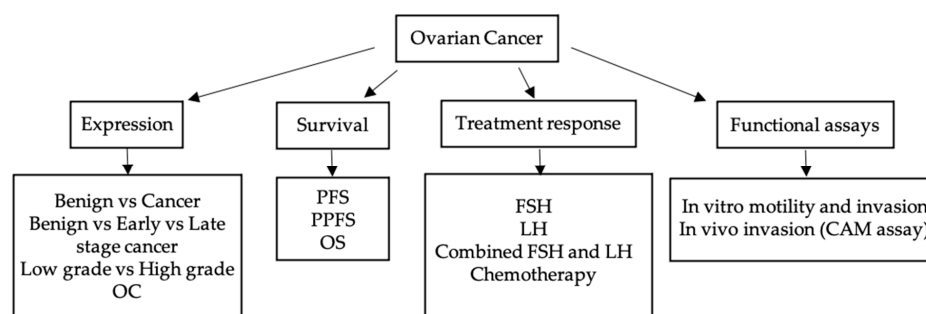 Ovarian Cancer
Expression
Survival
Treatment response
Functional assays
Benign vs Cancer
Benign vs Early vs Late
stage cancer
Low grade vs High grade
OC
PFS
PPFS
OS
FSH
LH
Combined FSH and LH
Chemotherapy
In vitro motility and invasion
In vivo invasion (CAM assay)